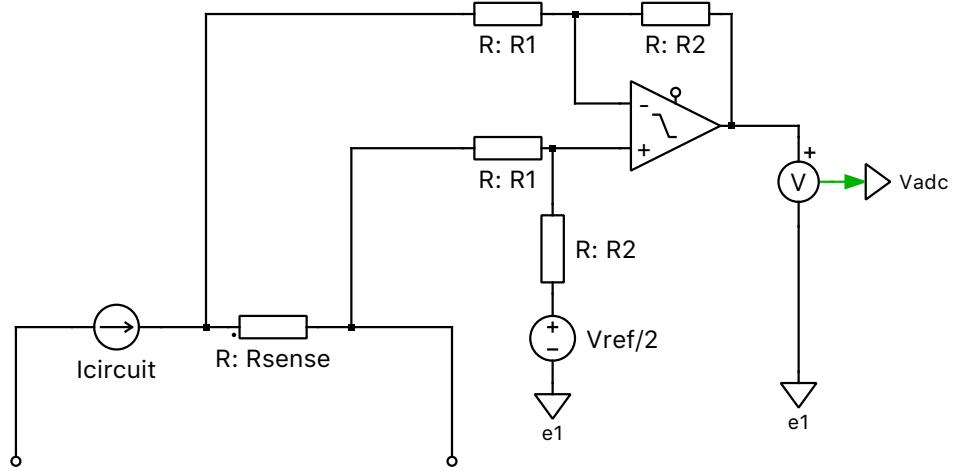 R: R1
R: R2
-
+
R: R1
+
V
Vadc
R: R2
+
−
Vref/2
Icircuit
R: Rsense
e1
e1